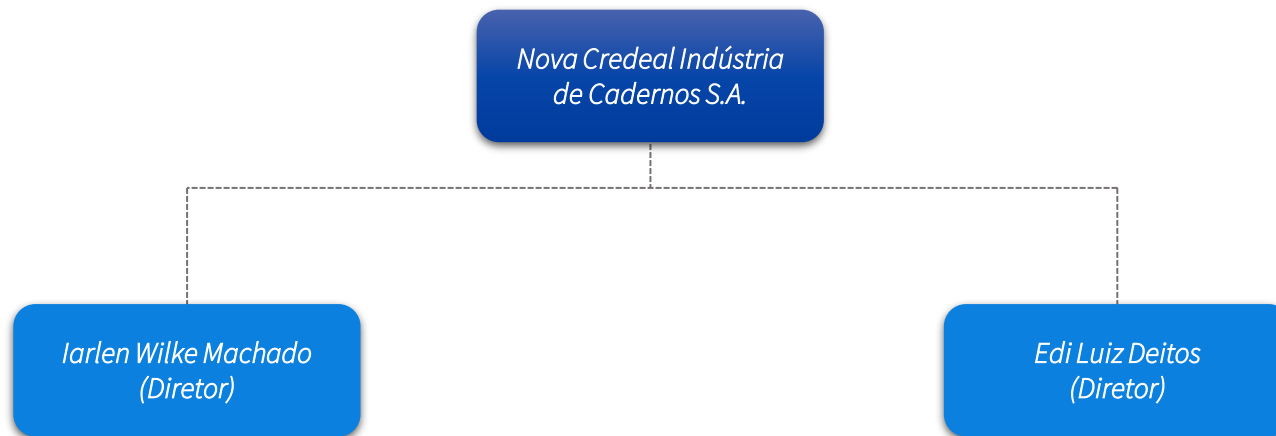 Nova Credeal Indústria
de Cadernos S.A.
Iarlen Wilke Machado
(Diretor)
Edi Luiz Deitos
(Diretor)